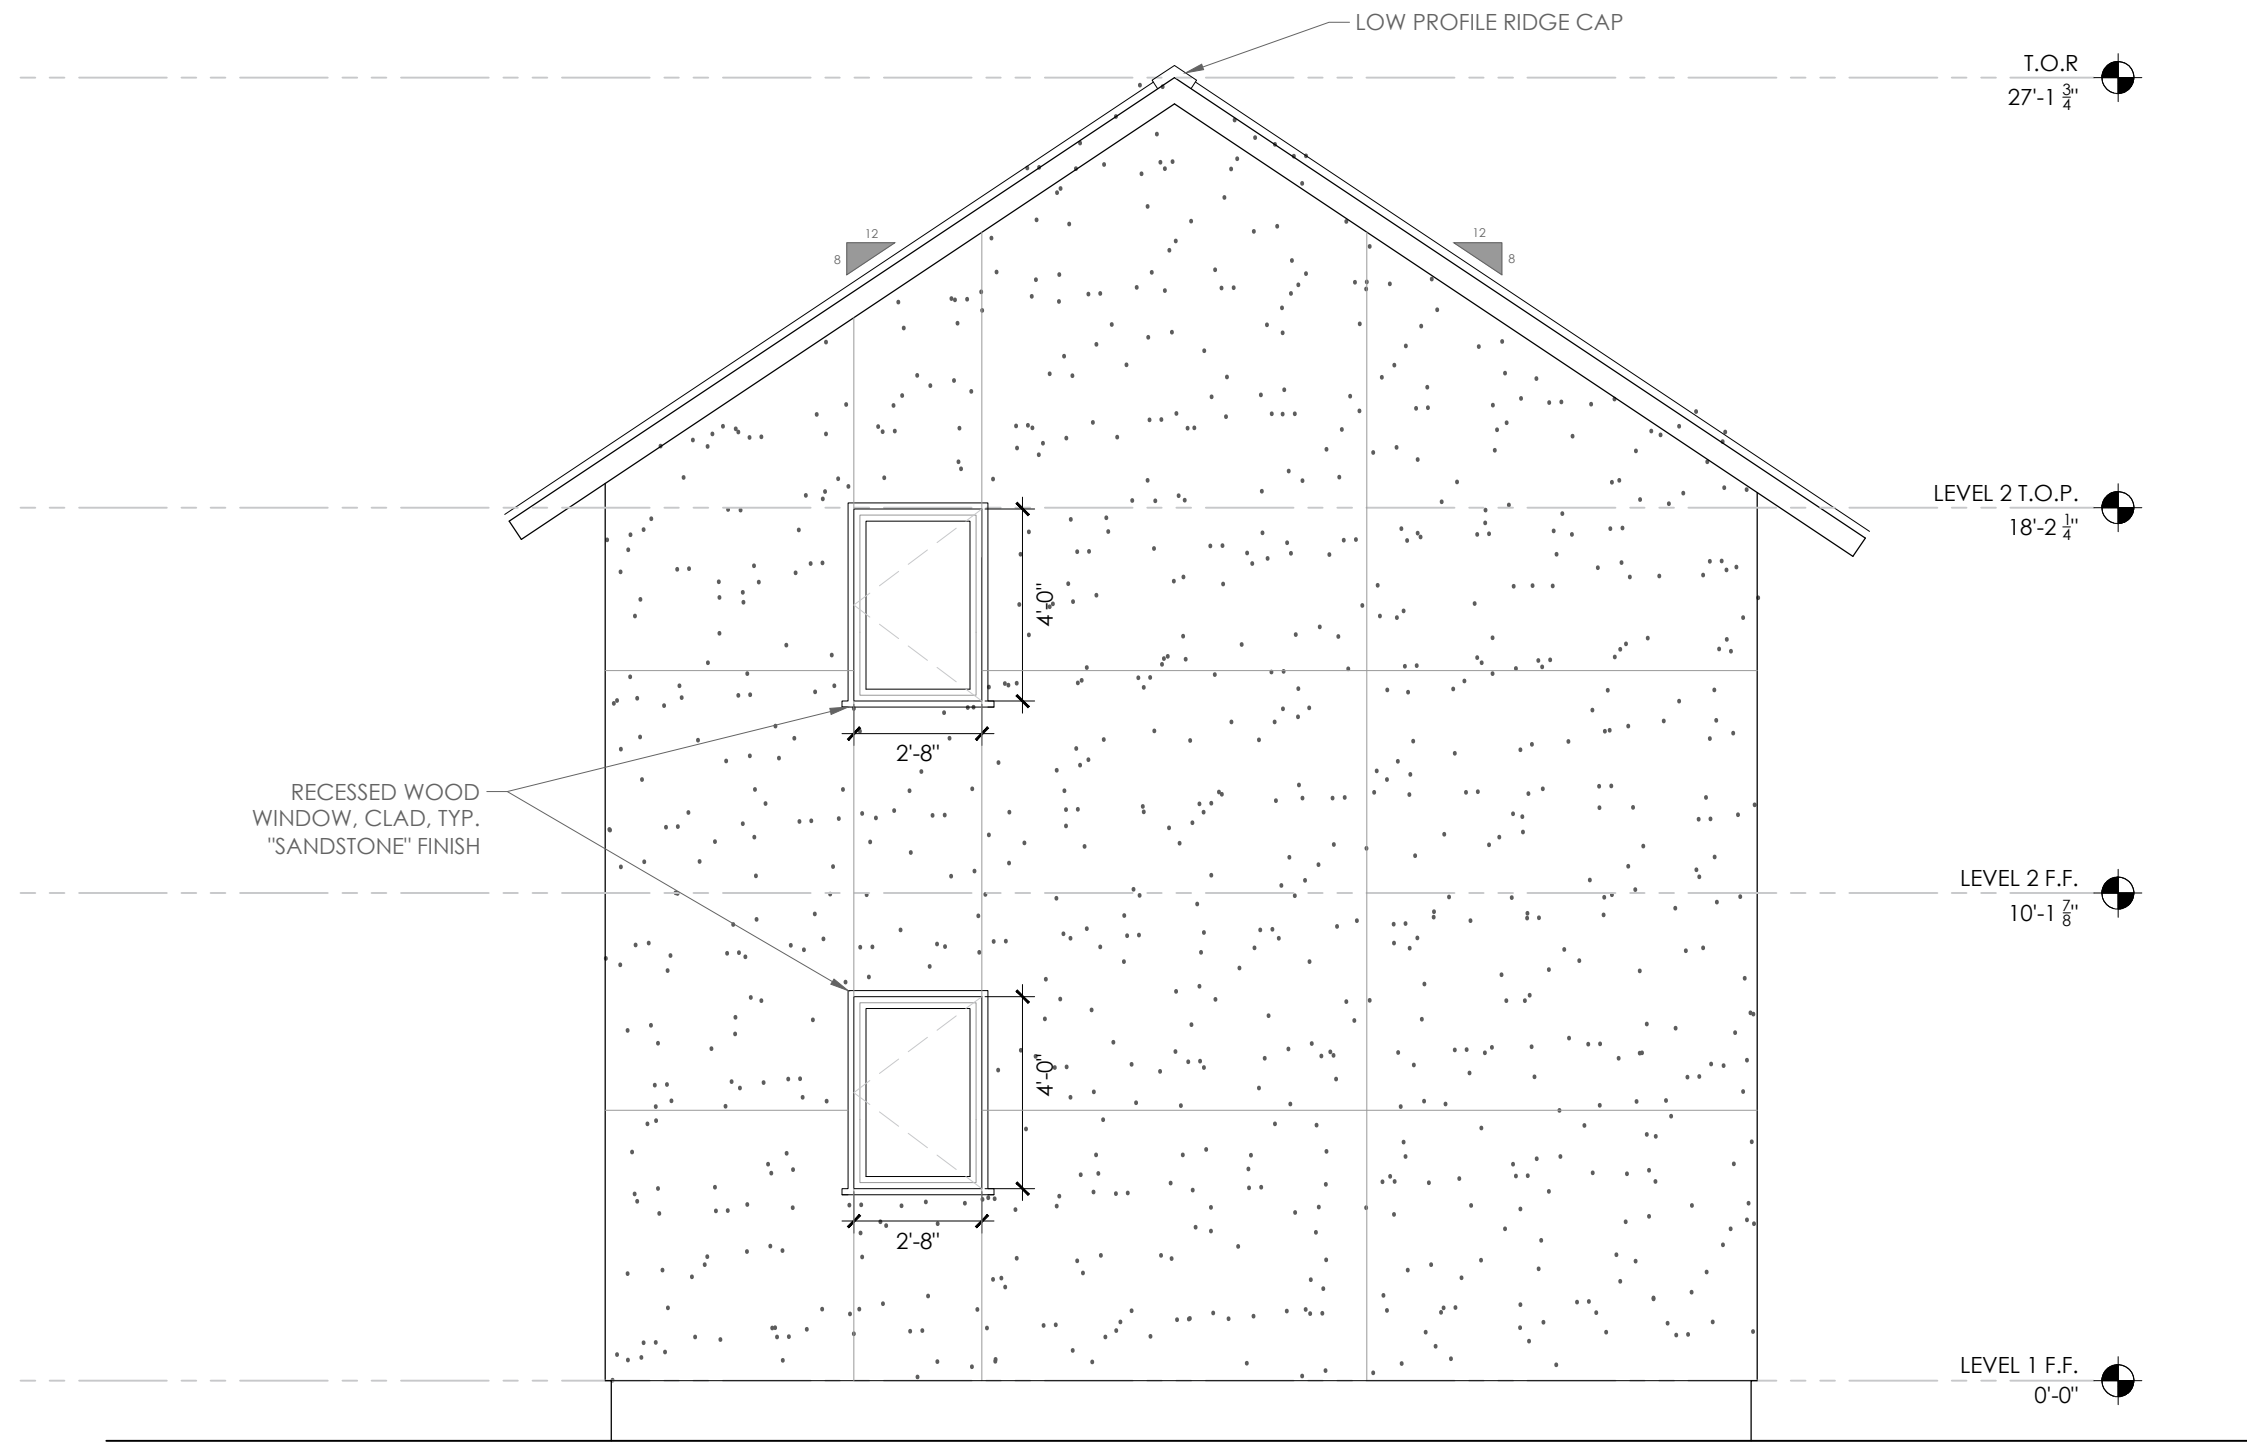 LOW PROFILE RIDGE CAP
T.O.R
27'-1 3/4"
12
8
12
8
LEVEL 2 T.O.P.
18'-2 1/4"
4'-0"
2'-8"
RECESSED WOOD
WINDOW, CLAD, TYP.
"SANDSTONE" FINISH
LEVEL 2 F.F.
10'-1 7/8"
4'-0"
2'-8"
LEVEL 1 F.F.
0'-0"